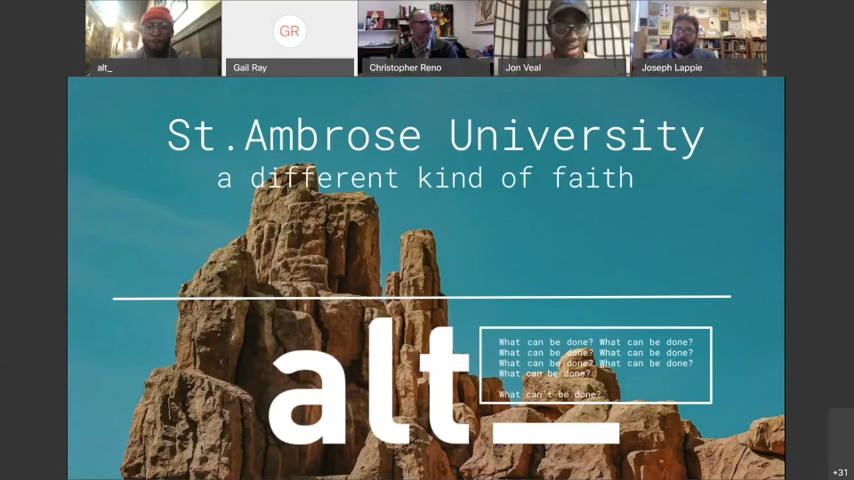 GR
alt_
Gail Ray
Christopher Reno
Jon Veal
Joseph Lappie
St.Ambrose University
a different kind of faith
alt_
What can be done? What can be done?
What can be done? What can be done?
What can be done? What can be done?
What can be done?
What can't be done?
+31